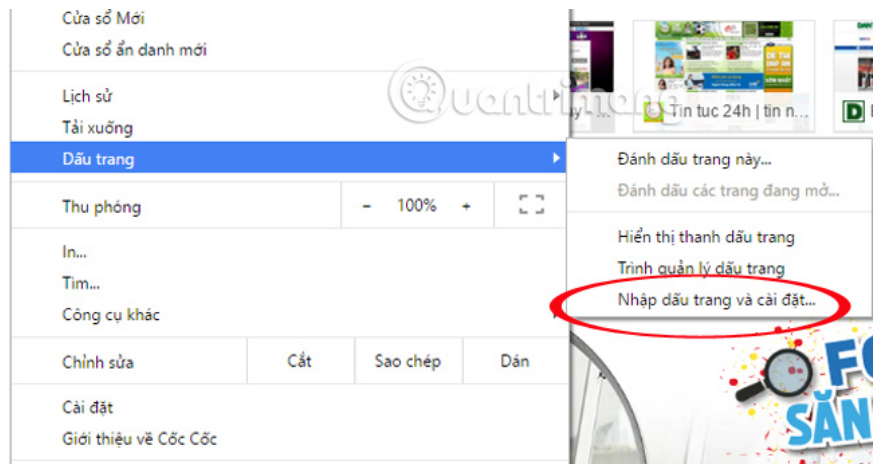 Cửa sổ Mới
Cửa sổ ẩn danh mới
Lịch sử
Tải xuống
Dấu trang
Thu phóng - 100% +
In...
Tìm...
Công cụ khác
Chỉnh sửa Cắt Sao chép Dán
Cài đặt
Giới thiệu về Cốc Cốc
Quantrimang
Tin tuc 24h | tin n...
Đánh dấu trang này...
Đánh dấu các trang đang mở...
Hiển thị thanh dấu trang
Trình quản lý dấu trang
Nhập dấu trang và cài đặt...
SĂN